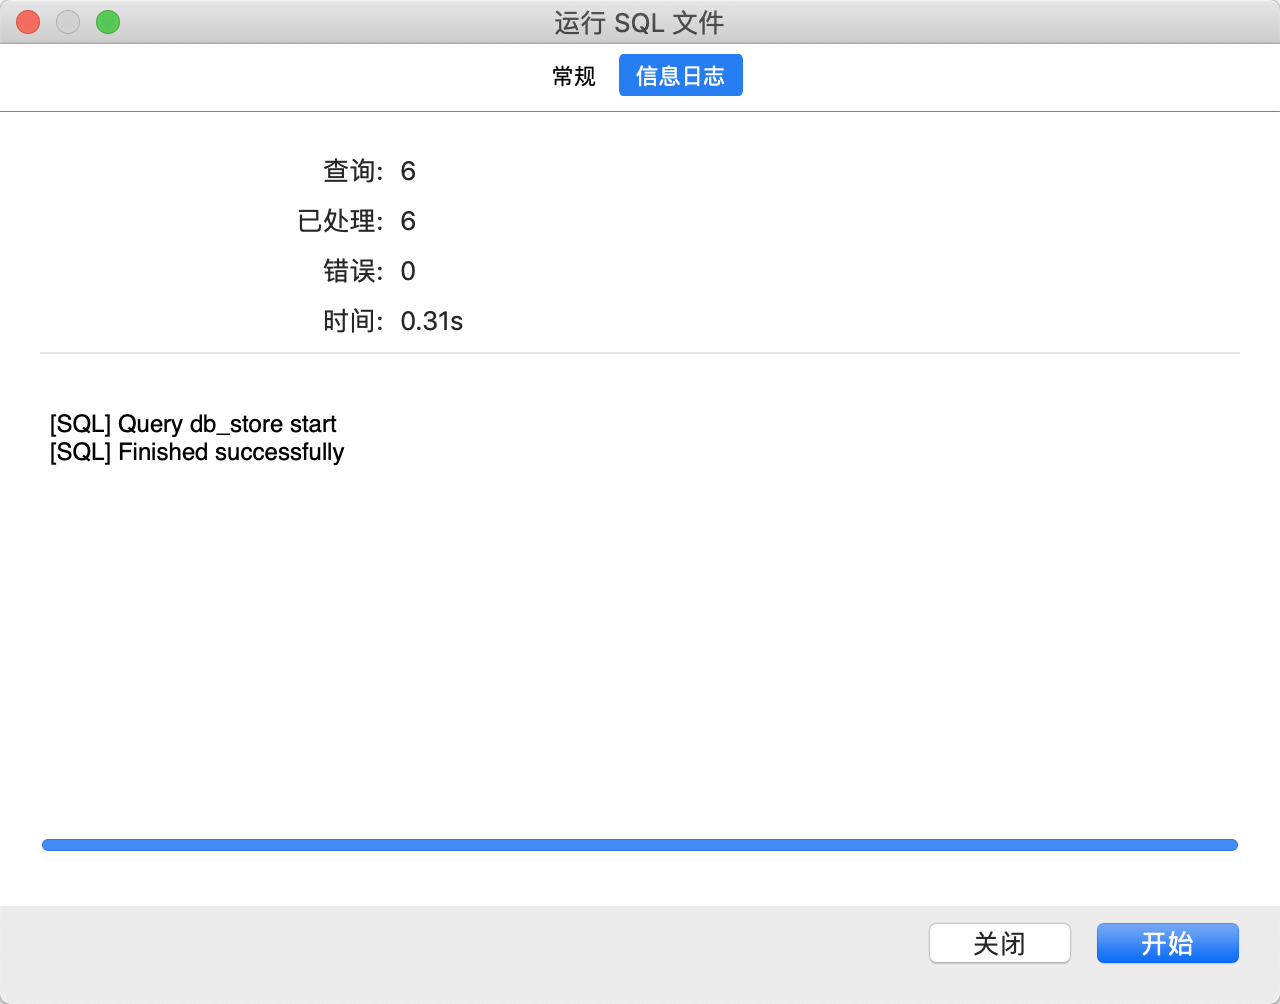 运行 SQL 文件
常规 信息日志
查询: 6
已处理: 6
错误: 0
时间: 0.31s
[SQL] Query db_store start
[SQL] Finished successfully
关闭 开始